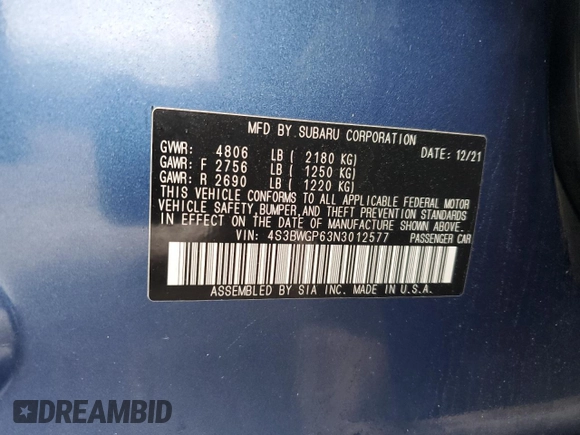 MFD BY SUBARU CORPORATION
GVWR: 4806 LB ( 2180 KG) DATE: 12/21
GAWR: F 2756 LB ( 1250 KG)
GAWR: R 2690 LB ( 1220 KG)
THIS VEHICLE CONFORMS TO ALL APPLICABLE FEDERAL MOTOR
VEHICLE SAFETY, BUMPER, AND THEFT PREVENTION STANDARDS
IN EFFECT ON THE DATE OF MANUFACTURE SHOWN ABOVE.
VIN: 4S3BWGP63N3012577 PASSENGER CAR
ASSEMBLED BY SIA INC. MADE IN U.S.A.
DREAMBID